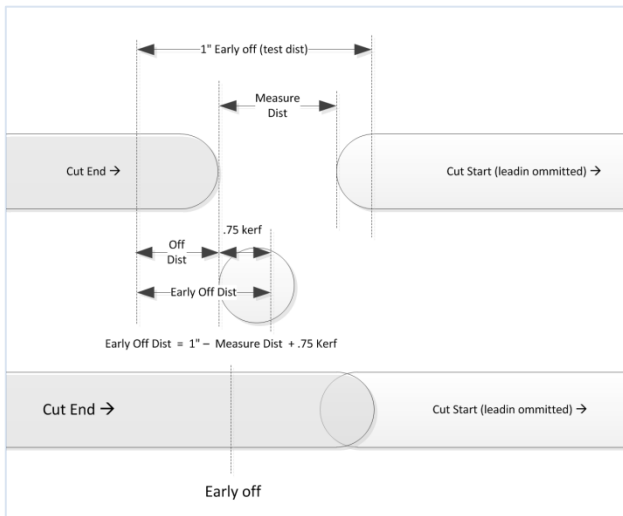 1" Early off (test dist)
Measure
Dist
Cut End →
Cut Start (leadin ommitted) →
.75 kerf
Off
Dist
Early Off Dist
Early Off Dist = 1" – Measure Dist + .75 Kerf
Cut End →
Cut Start (leadin ommitted) →
Early off